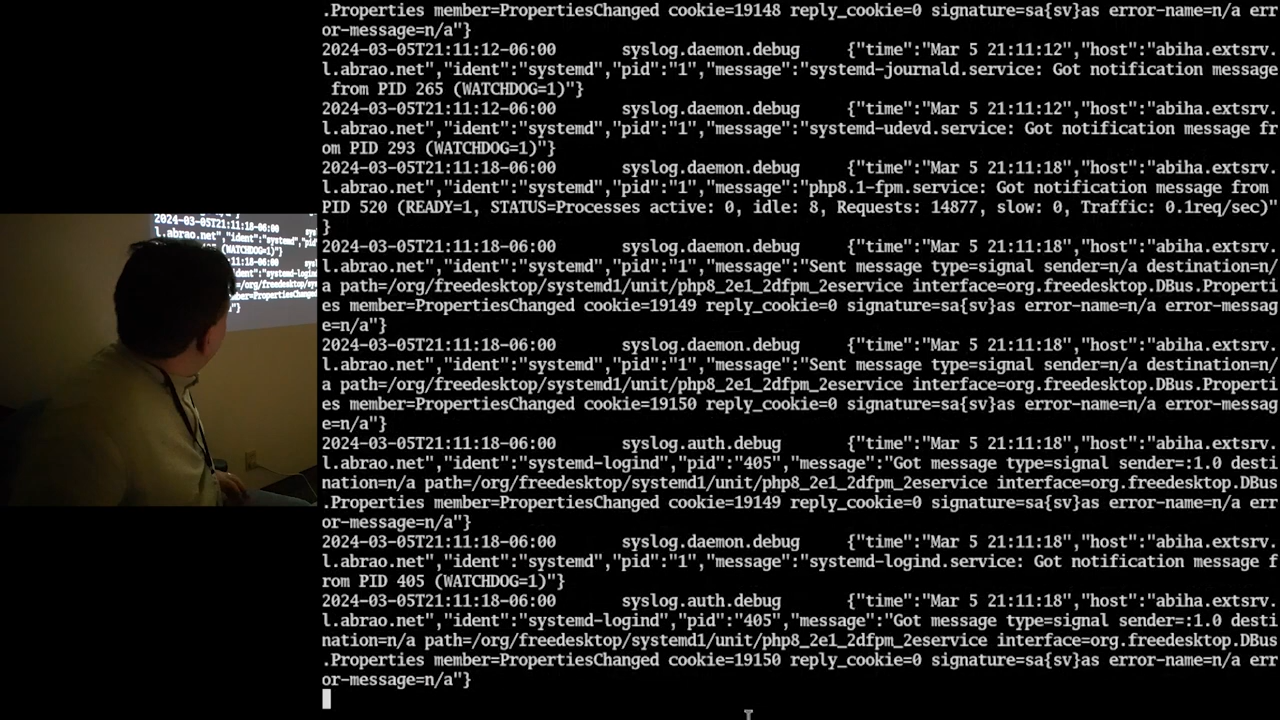 .Properties member=PropertiesChanged cookie=19148 reply_cookie=0 signature=sa{sv}as error-name=n/a err
or-message=n/a"}
2024-03-05T21:11:12-06:00 syslog.daemon.debug {"time":"Mar 5 21:11:12","host":"abiha.extsrv.
l.abrao.net","ident":"systemd","pid":"1","message":"systemd-journald.service: Got notification message
from PID 265 (WATCHDOG=1)"}
2024-03-05T21:11:12-06:00 syslog.daemon.debug {"time":"Mar 5 21:11:12","host":"abiha.extsrv.
l.abrao.net","ident":"systemd","pid":"1","message":"systemd-udevd.service: Got notification message fr
om PID 293 (WATCHDOG=1)"}
2024-03-05T21:11:18-06:00 syslog.daemon.debug {"time":"Mar 5 21:11:18","host":"abiha.extsrv.
l.abrao.net","ident":"systemd","pid":"1","message":"php8.1-fpm.service: Got notification message from
PID 520 (READY=1, STATUS=Processes active: 0, idle: 8, Requests: 14877, slow: 0, Traffic: 0.1req/sec)"
}
2024-03-05T21:11:18-06:00 syslog.daemon.debug {"time":"Mar 5 21:11:18","host":"abiha.extsrv.
l.abrao.net","ident":"systemd","pid":"1","message":"Sent message type=signal sender=n/a destination=n/
a path=/org/freedesktop/systemd1/unit/php8_2e1_2dfpm_2eservice interface=org.freedesktop.DBus.Properti
es member=PropertiesChanged cookie=19149 reply_cookie=0 signature=sa{sv}as error-name=n/a error-messag
e=n/a"}
2024-03-05T21:11:18-06:00 syslog.daemon.debug {"time":"Mar 5 21:11:18","host":"abiha.extsrv.
l.abrao.net","ident":"systemd","pid":"1","message":"Sent message type=signal sender=n/a destination=n/
a path=/org/freedesktop/systemd1/unit/php8_2e1_2dfpm_2eservice interface=org.freedesktop.DBus.Properti
es member=PropertiesChanged cookie=19150 reply_cookie=0 signature=sa{sv}as error-name=n/a error-messag
e=n/a"}
2024-03-05T21:11:18-06:00 syslog.auth.debug {"time":"Mar 5 21:11:18","host":"abiha.extsrv.
l.abrao.net","ident":"systemd-logind","pid":"405","message":"Got message type=signal sender=:1.0 desti
nation=n/a path=/org/freedesktop/systemd1/unit/php8_2e1_2dfpm_2eservice interface=org.freedesktop.DBus
.Properties member=PropertiesChanged cookie=19149 reply_cookie=0 signature=sa{sv}as error-name=n/a err
or-message=n/a"}
2024-03-05T21:11:18-06:00 syslog.daemon.debug {"time":"Mar 5 21:11:18","host":"abiha.extsrv.
l.abrao.net","ident":"systemd","pid":"1","message":"systemd-logind.service: Got notification message f
rom PID 405 (WATCHDOG=1)"}
2024-03-05T21:11:18-06:00 syslog.auth.debug {"time":"Mar 5 21:11:18","host":"abiha.extsrv.
l.abrao.net","ident":"systemd-logind","pid":"405","message":"Got message type=signal sender=:1.0 desti
nation=n/a path=/org/freedesktop/systemd1/unit/php8_2e1_2dfpm_2eservice interface=org.freedesktop.DBus
.Properties member=PropertiesChanged cookie=19150 reply_cookie=0 signature=sa{sv}as error-name=n/a err
or-message=n/a"}
2024-03-05T21:11:18-06:00
l.abrao.net","ident":"systemd","pid"
(WATCHDOG=1)"}